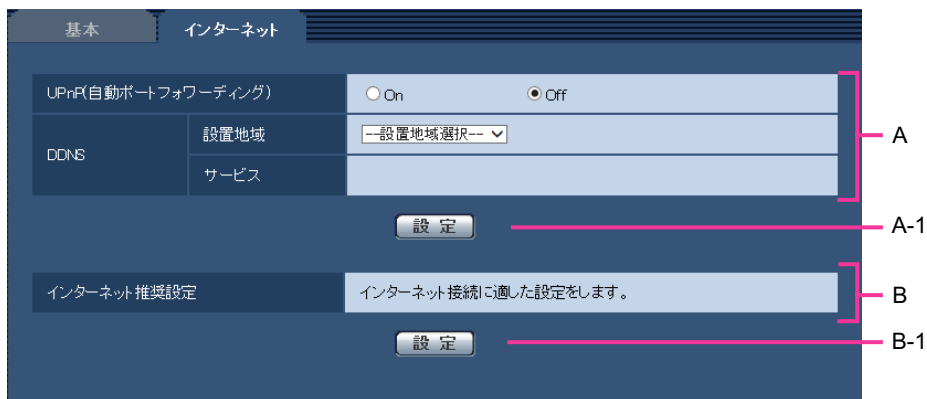 基本 インターネット
UPnP(自動ポートフォワーディング) On Off A
DDNS 設置地域 --設置地域選択--
サービス
設定 A-1
インターネット推奨設定 インターネット接続に適した設定をします。 B
設定 B-1